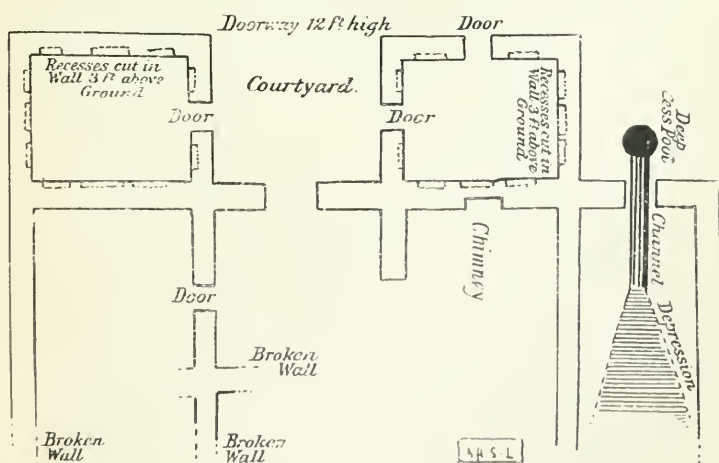 Doorway 12 ft high
Door
Recesses cut in
Wall 3 ft above
Ground
Courtyard.
Door
Door
Recesses cut in
Wall 3 ft above
Ground
Deep
Cess Pool
Channel
Depression
Chimney
Door
Broken
Wall
Broken
Wall
Broken
Wall